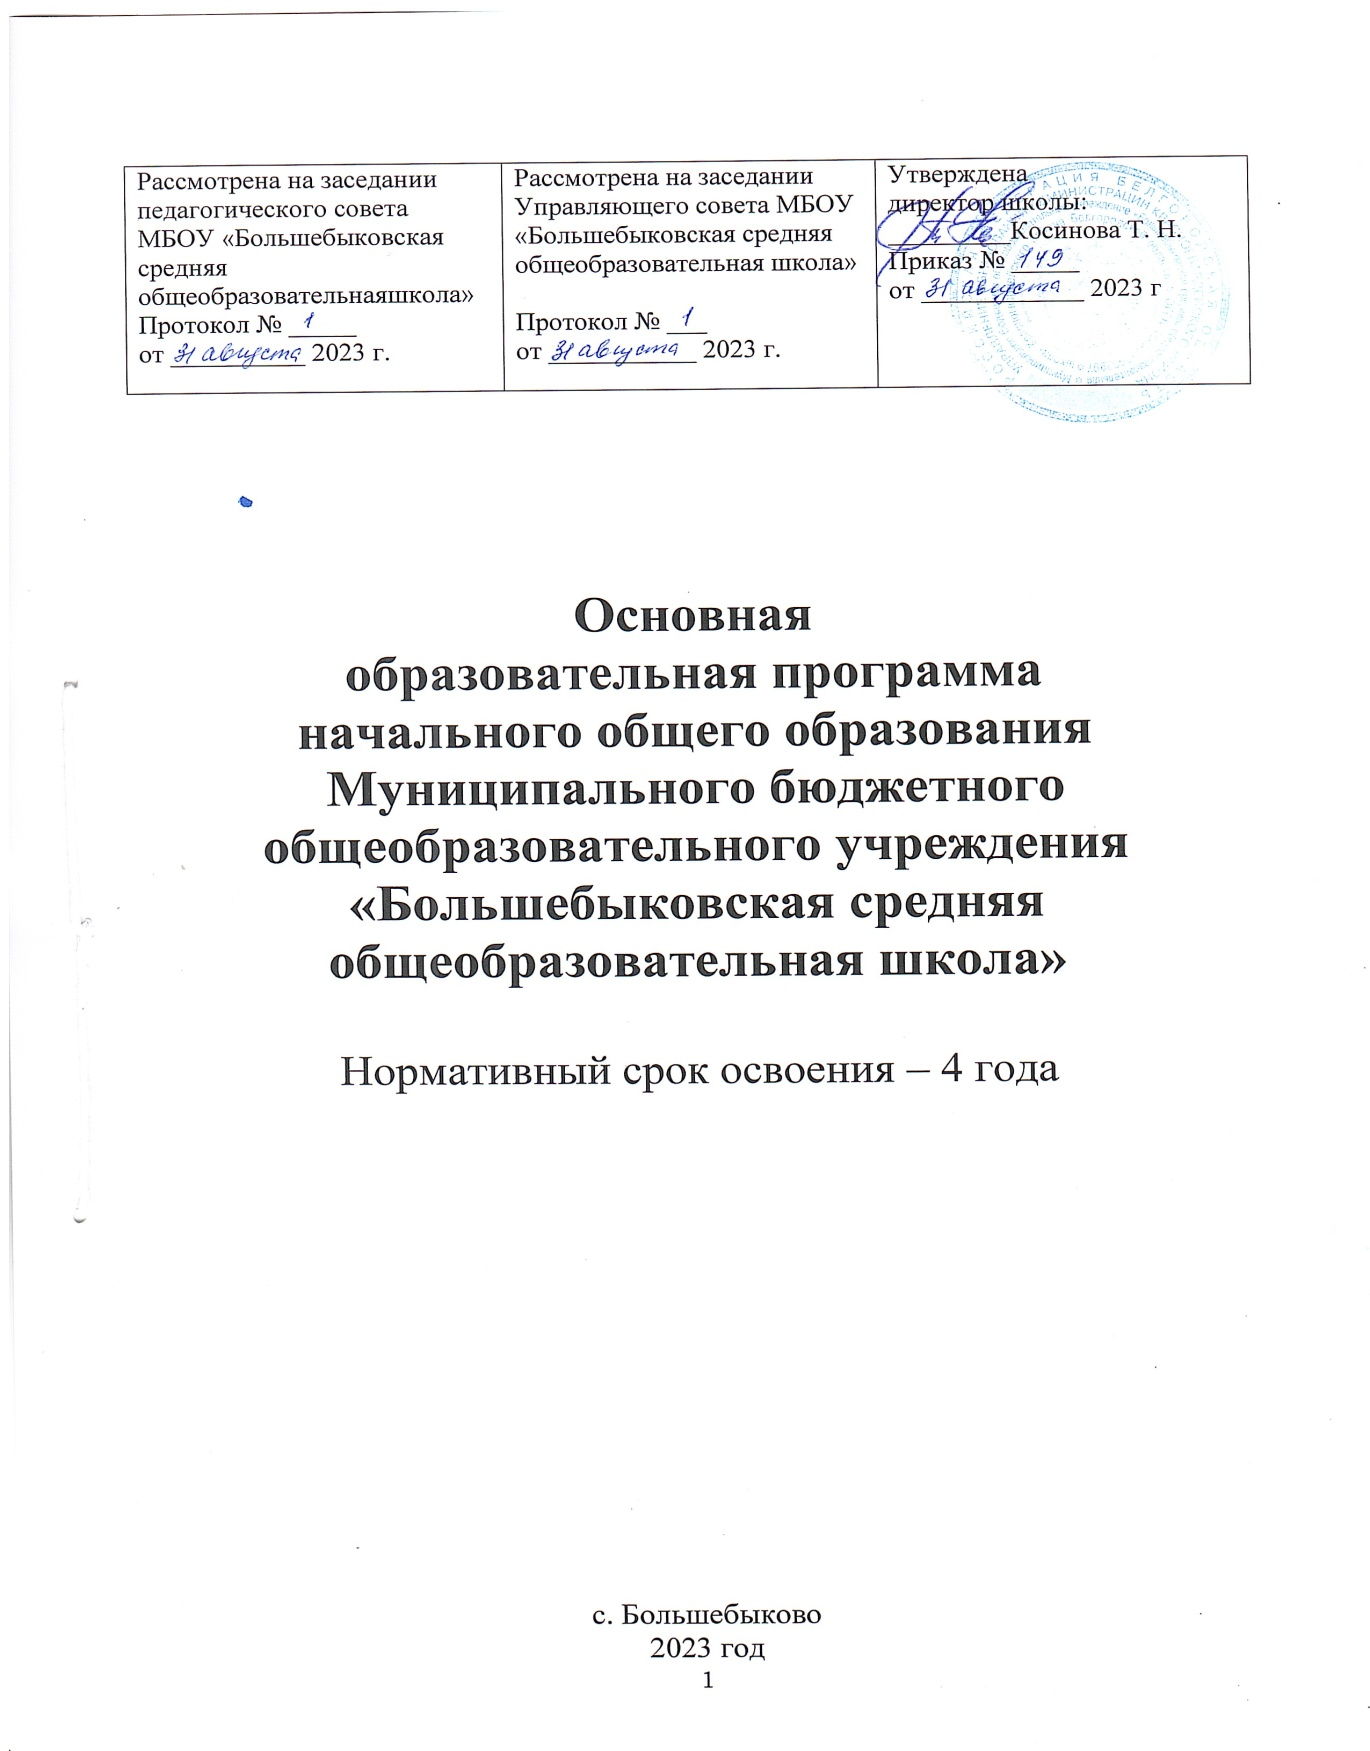 Рассмотрена на заседании
педагогического совета
МБОУ «Большебыковская
средняя
общеобразовательнаяшкола»
Протокол № 1
от 31 августа 2023 г.
Рассмотрена на заседании
Управляющего совета МБОУ
«Большебыковская средняя
общеобразовательная школа»
Протокол № 1
от 31 августа 2023 г.
Утверждена
директор школы:
Косинова Т. Н.
Приказ № 149
от 31 августа 2023 г
Основная
образовательная программа
начального общего образования
Муниципального бюджетного
общеобразовательного учреждения
«Большебыковская средняя
общеобразовательная школа»
Нормативный срок освоения – 4 года
с. Большебыково
2023 год
1